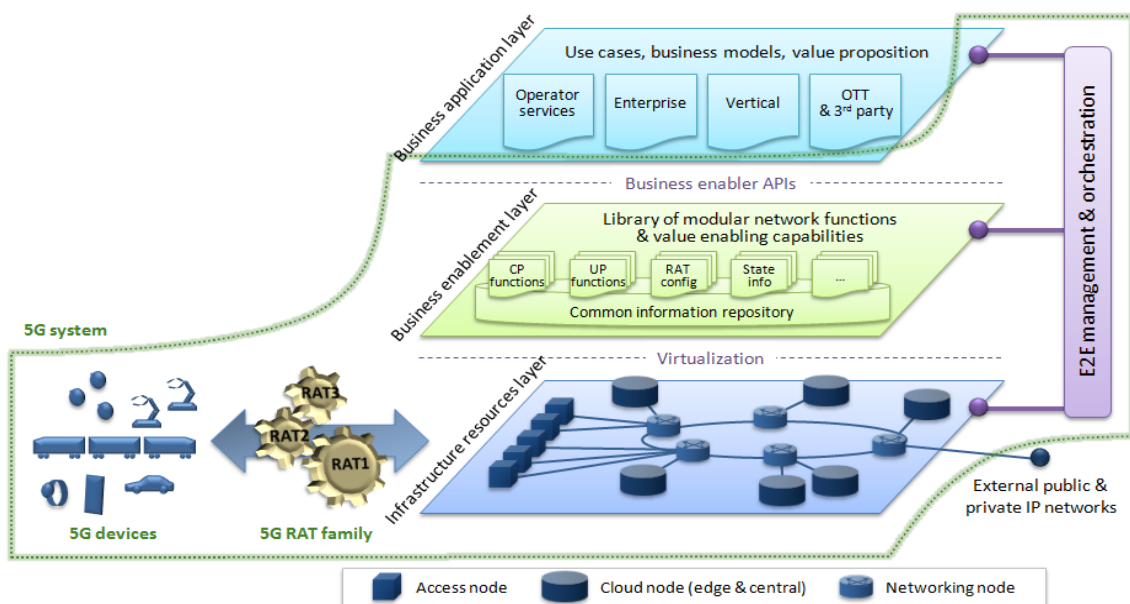 Business application layer
Use cases, business models, value proposition
Operator
services
Enterprise
Vertical
OTT
& 3rd party
Business enabler APIs
Business enablement layer
Library of modular network functions
& value enabling capabilities
CP
functions
UP
functions
RAT
config
State
info
...
Common information repository
E2E management & orchestration
5G system
Virtualization
Infrastructure resources layer
RAT3
RAT2
RAT1
5G devices
5G RAT family
External public &
private IP networks
Access node
Cloud node (edge & central)
Networking node